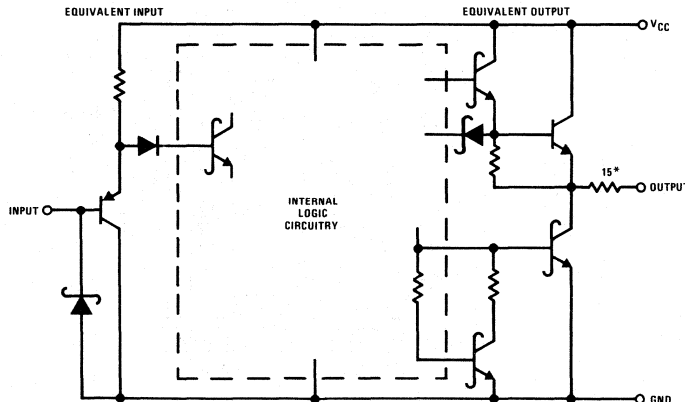 EQUIVALENT INPUT
EQUIVALENT OUTPUT
VCC
15*
OUTPUT
INPUT
INTERNAL
LOGIC
CIRCUITRY
GND